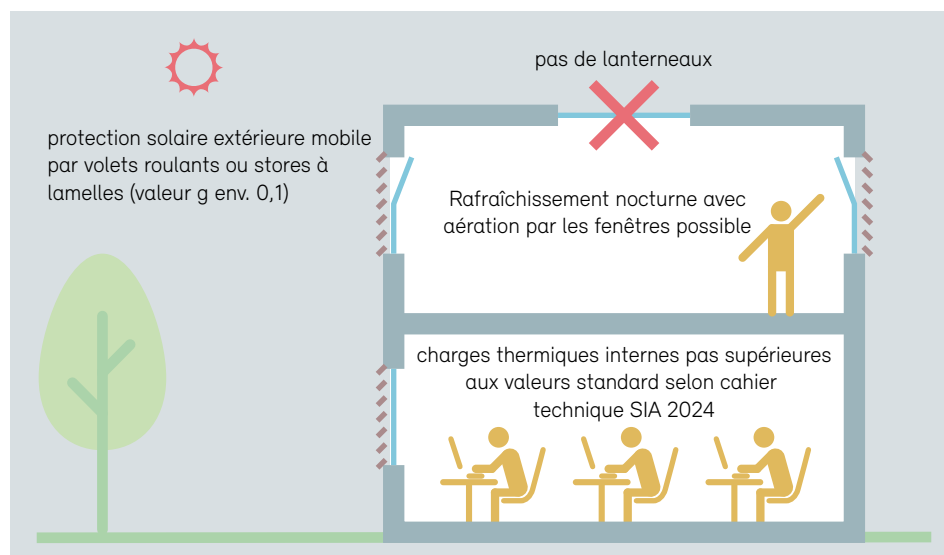 pas de lanterneaux
protection solaire extérieure mobile
par volets roulants ou stores à
lamelles (valeur g env. 0,1)
Rafraîchissement nocturne avec
aération par les fenêtres possible
charges thermiques internes pas supérieures
aux valeurs standard selon cahier
technique SIA 2024